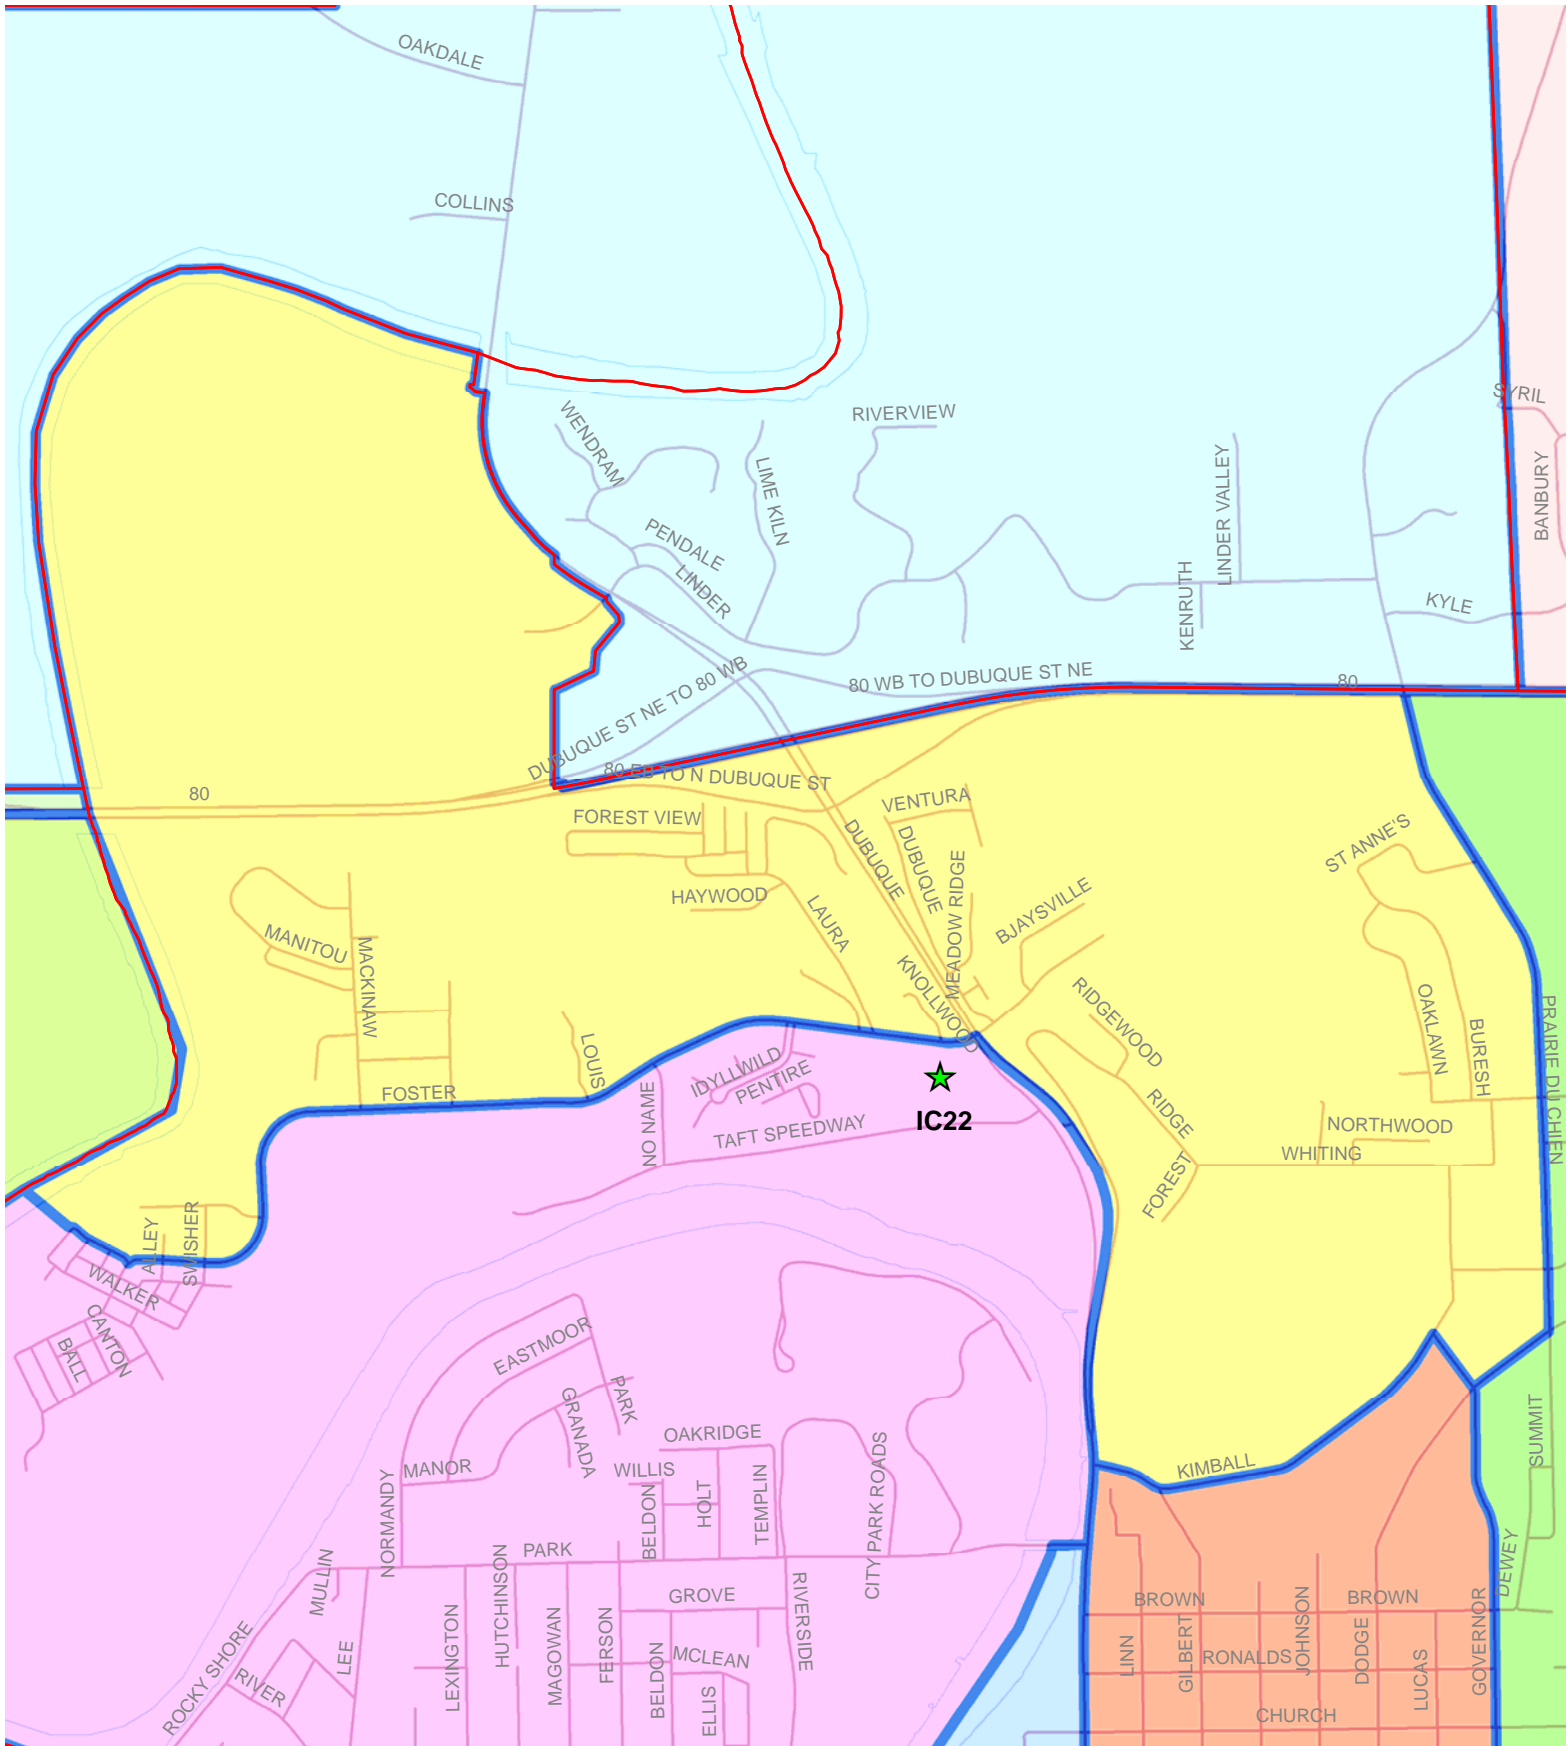 OAKDALE
COLLINS
SYRIL
RIVERVIEW
WENDRAM
LIME KILN
LINDER VALLEY
BANBURY
PENDALE
LINDER
KENRUTH
KYLE
DUBUQUE ST NE TO 80 WB
80 WB TO DUBUQUE ST NE
80
80
80 EB TO N DUBUQUE ST
FOREST VIEW
VENTURA
DUBUQUE
DUBUQUE
ST ANNE'S
HAYWOOD
LAURA
MEADOW RIDGE
BJAYSVILLE
MANITOU
MACKINAW
KNOLLWOOD
RIDGEWOOD
OAKLAWN
BURESH
PRAIRIE DU CHIEN
LOUIS
IDYLLWILD
PENTIRE
FOSTER
NO NAME
TAFT SPEEDWAY
IC22
RIDGE
NORTHWOOD
WHITING
FOREST
ALLEY
SWISHER
WALKER
CANTON
BALL
EASTMOOR
PARK
GRANADA
OAKRIDGE
MANOR
WILLIS
NORMANDY
BELDON
HOLT
TEMPLIN
CITY PARK ROADS
KIMBALL
SUMMIT
PARK
MULLIN
HUTCHINSON
GROVE
RIVERSIDE
DEWEY
BROWN
BROWN
ROCKY SHORE
LEE
RIVER
LEXINGTON
MAGOWAN
FERSON
BELDON
MCLEAN
ELLIS
LINN
GILBERT
RONALDS
JOHNSON
DODGE
LUCAS
GOVERNOR
CHURCH